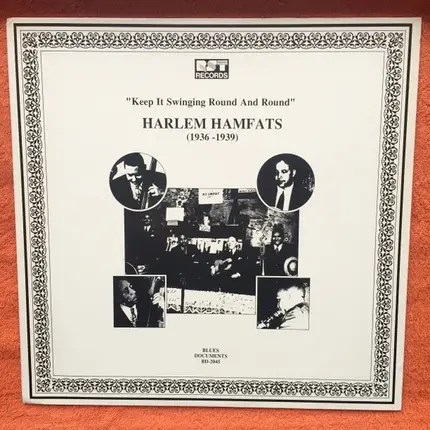 RST
RECORDS
"Keep It Swinging Round And Round"
HARLEM HAMFATS
(1936 -1939)
BLUES
DOCUMENTS
BD-2045